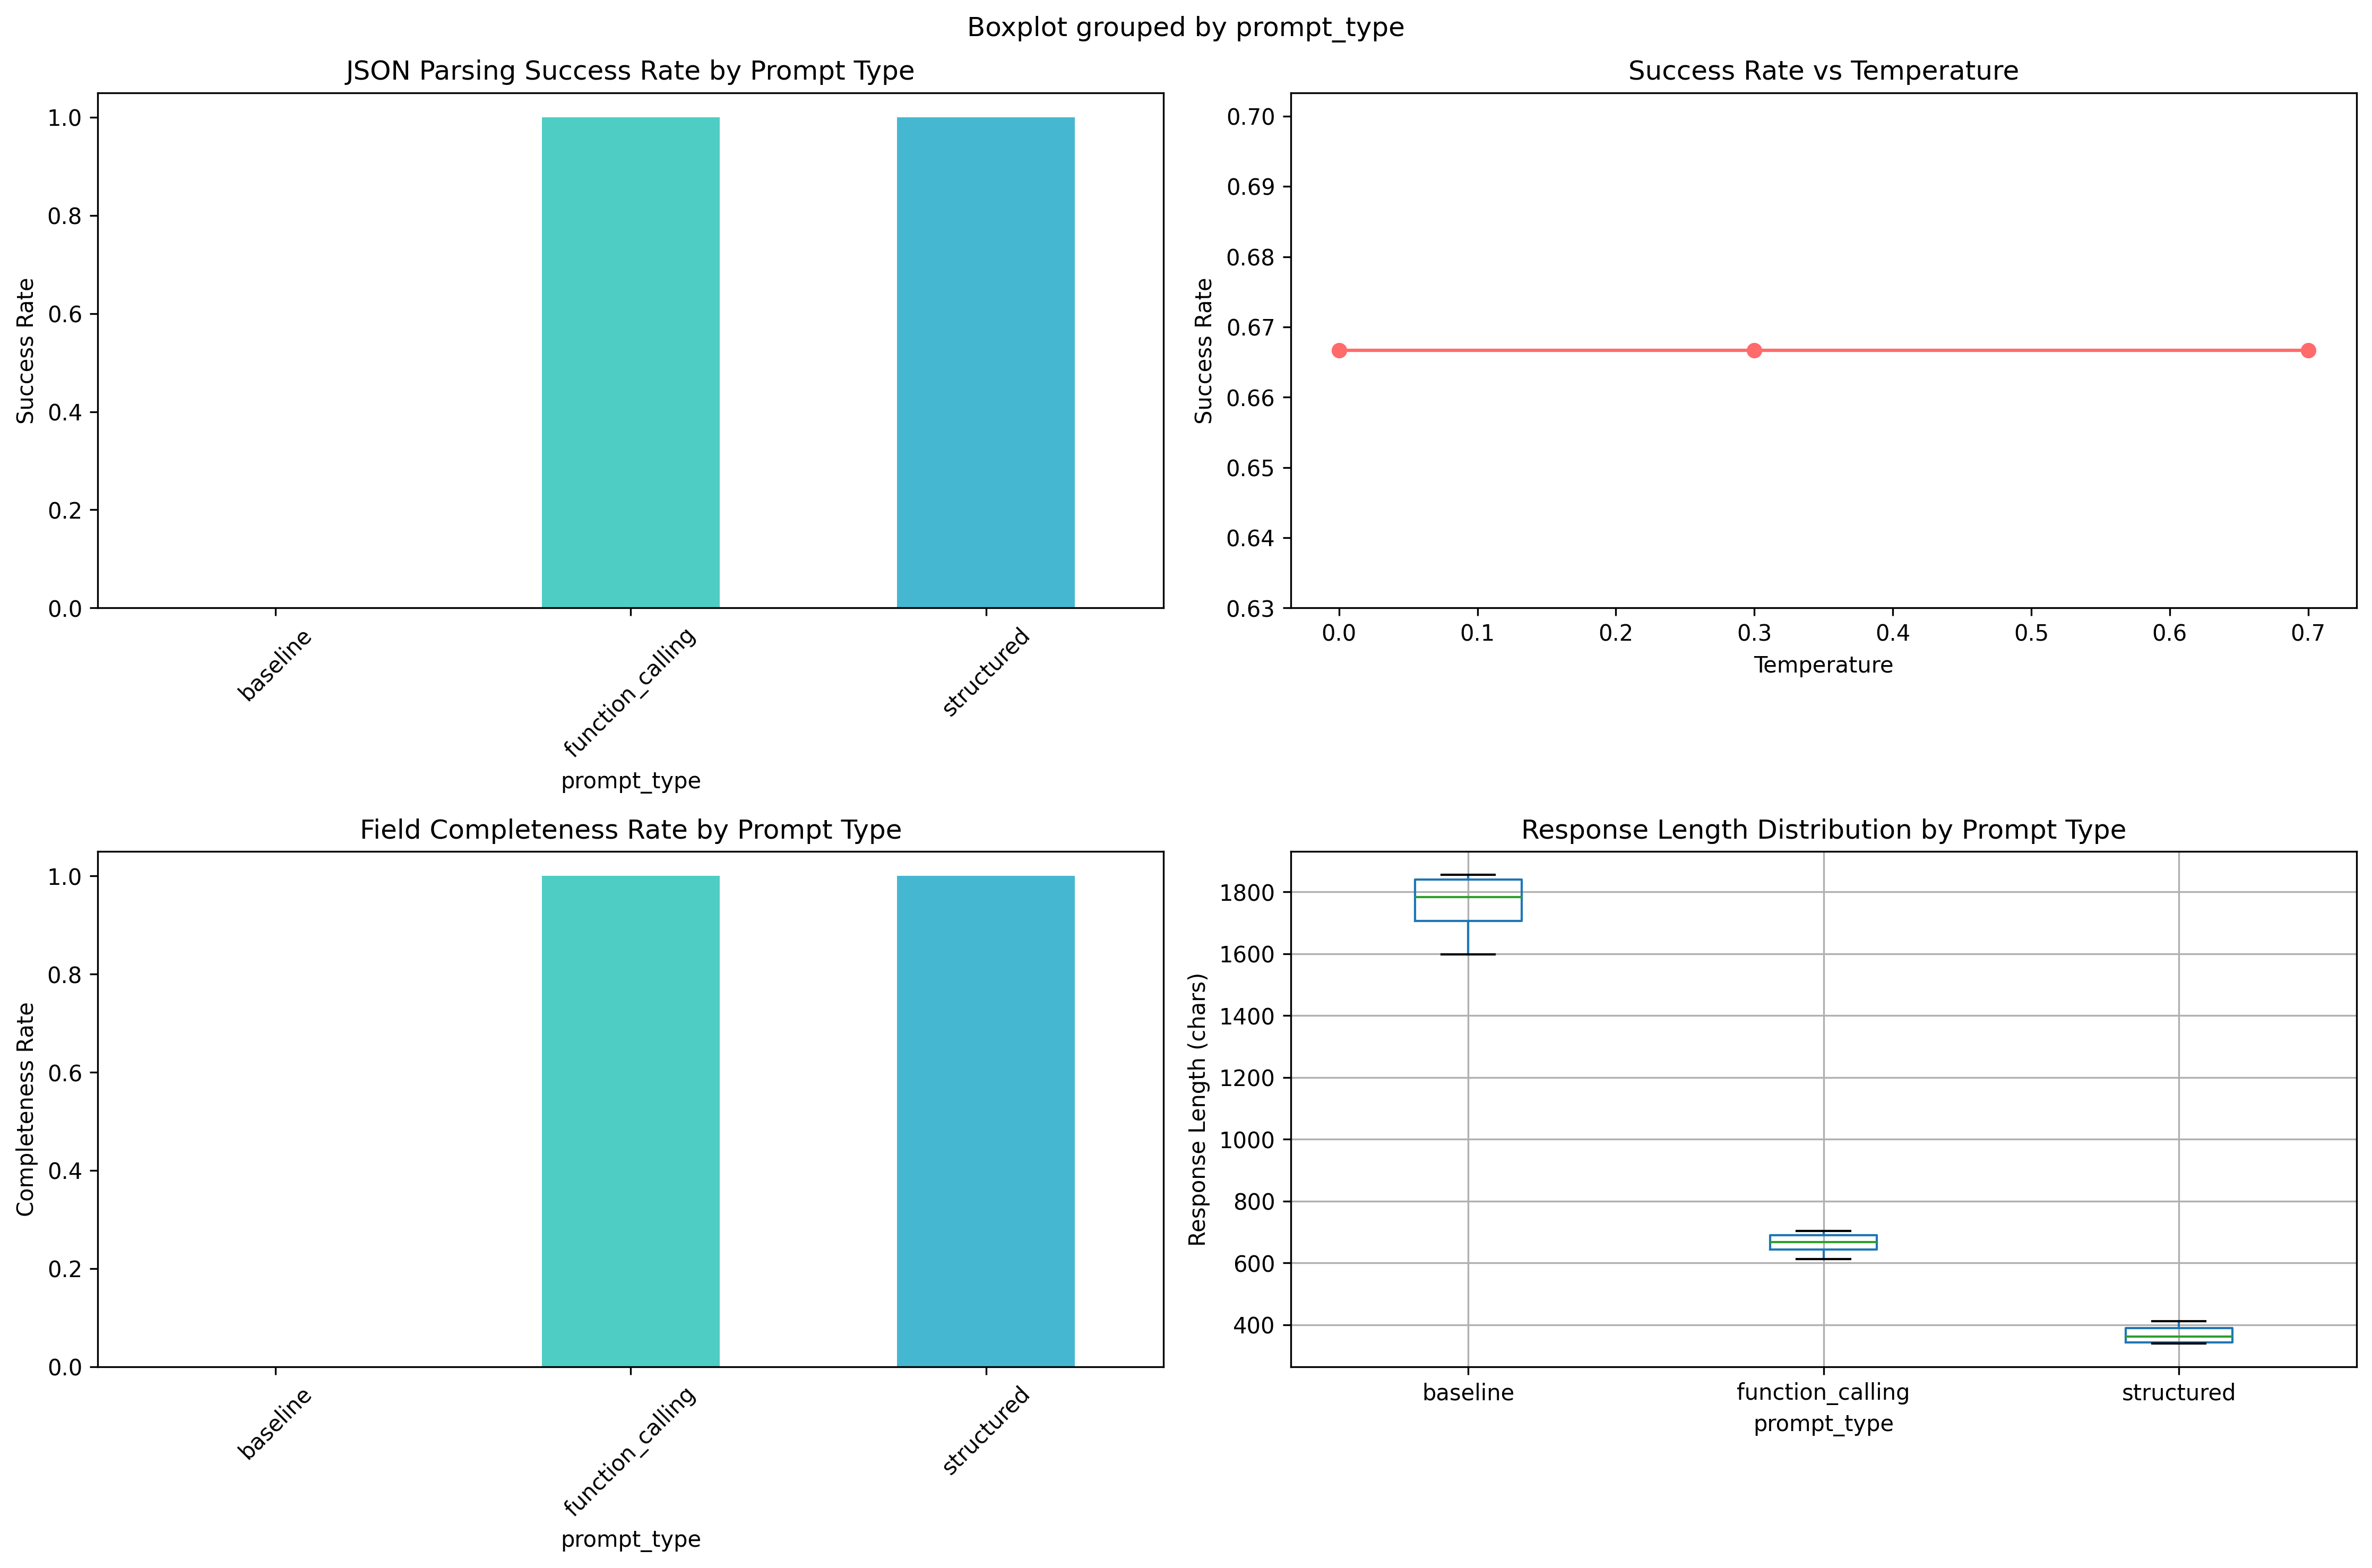 Boxplot grouped by prompt_type
JSON Parsing Success Rate by Prompt Type
Success Rate
1.0
0.8
0.6
0.4
0.2
0.0
baseline
function_calling
structured
prompt_type
Success Rate vs Temperature
Success Rate
0.70
0.69
0.68
0.67
0.66
0.65
0.64
0.63
0.0 0.1 0.2 0.3 0.4 0.5 0.6 0.7
Temperature
Field Completeness Rate by Prompt Type
Completeness Rate
1.0
0.8
0.6
0.4
0.2
0.0
baseline
function_calling
structured
prompt_type
Response Length Distribution by Prompt Type
Response Length (chars)
1800
1600
1400
1200
1000
800
600
400
baseline function_calling structured
prompt_type